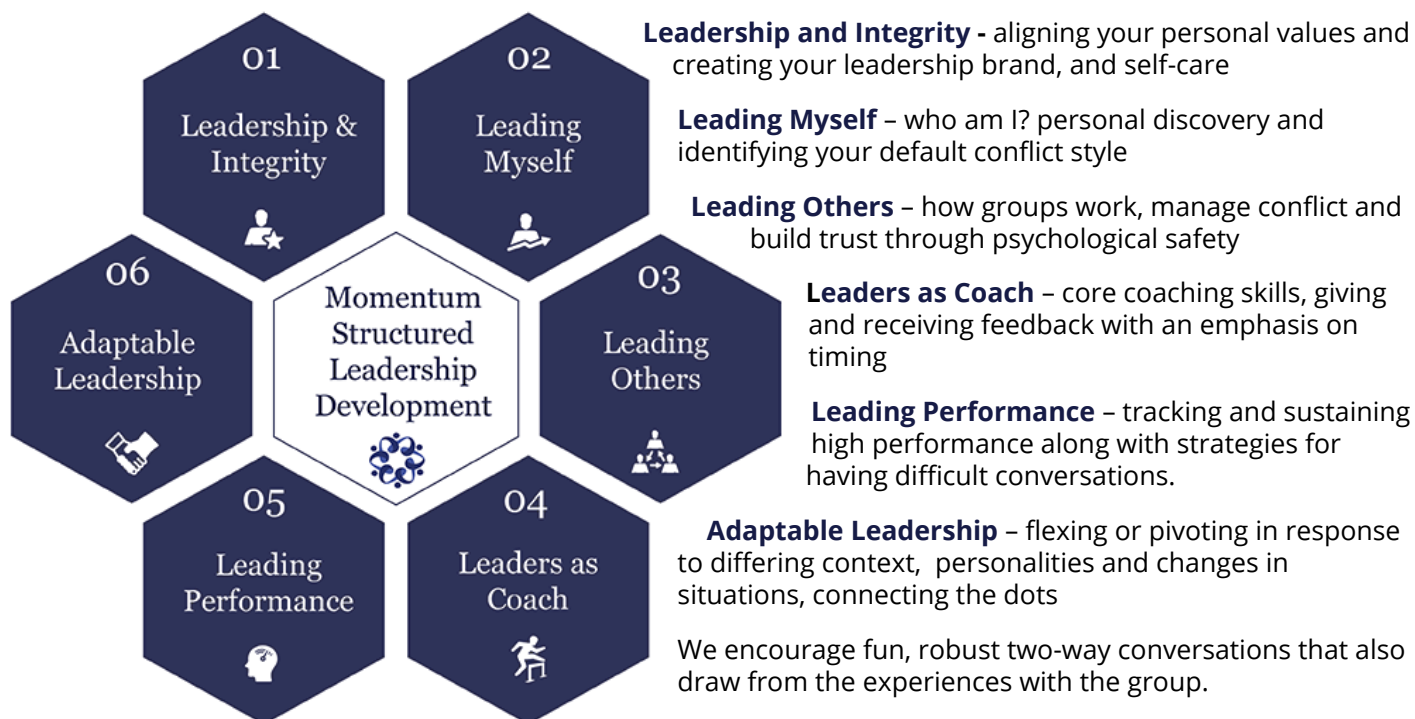 01
Leadership &
Integrity
02
Leading
Myself
03
Leading
Others
04
Leaders as
Coach
05
Leading
Performance
06
Adaptable
Leadership
Momentum
Structured
Leadership
Development
Leadership and Integrity - aligning your personal values and
creating your leadership brand, and self-care
Leading Myself – who am I? personal discovery and
identifying your default conflict style
Leading Others – how groups work, manage conflict and
build trust through psychological safety
Leaders as Coach – core coaching skills, giving
and receiving feedback with an emphasis on
timing
Leading Performance – tracking and sustaining
high performance along with strategies for
having difficult conversations.
Adaptable Leadership – flexing or pivoting in response
to differing context,  personalities and changes in
situations, connecting the dots
We encourage fun, robust two-way conversations that also
draw from the experiences with the group.